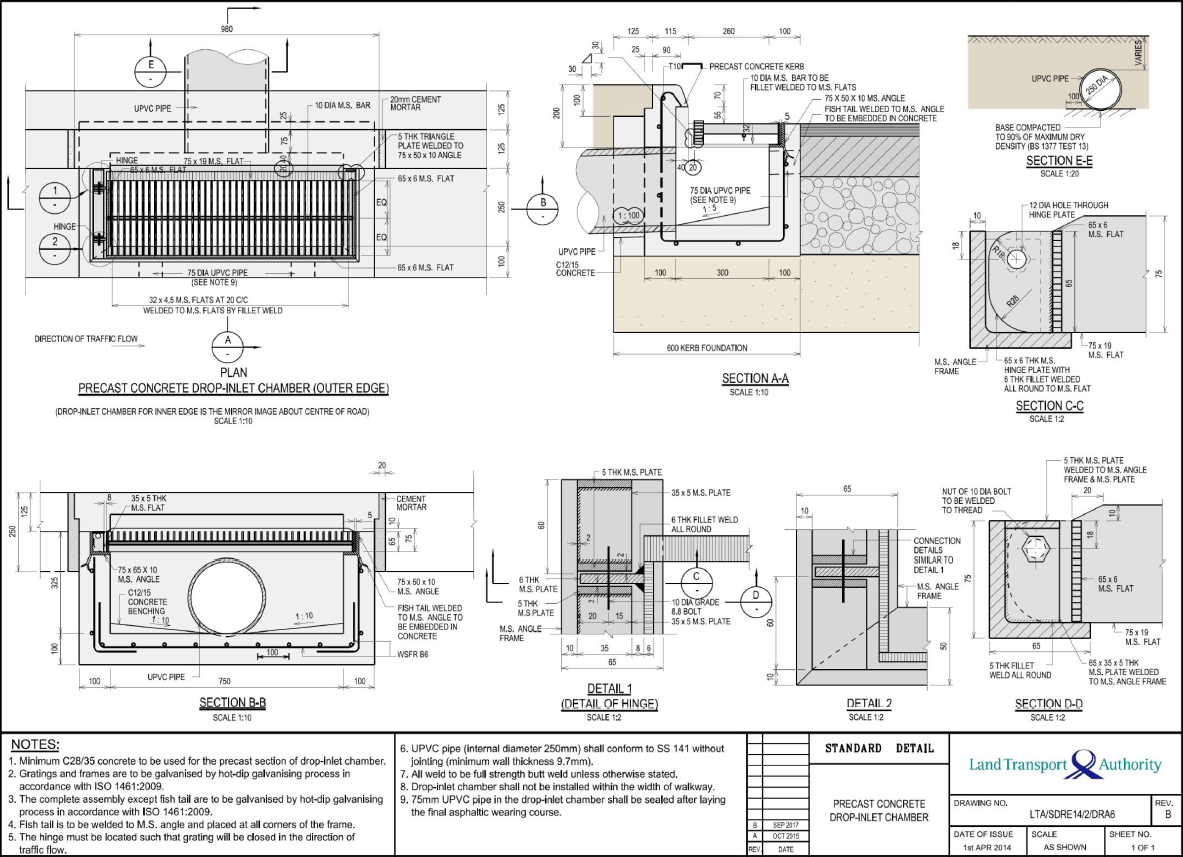 980
E
-
UPVC PIPE
10 DIA M.S. BAR
20mm CEMENT
MORTAR
25
75
40
20
125
125
250
100
5 THK TRIANGLE
PLATE WELDED TO
75 x 50 x 10 ANGLE
HINGE
75 x 19 M.S. FLAT
65 x 6 M.S. FLAT
65 x 6 M.S. FLAT
1
-
EQ
EQ
HINGE
2
-
65 x 6 M.S. FLAT
75 DIA UPVC PIPE
(SEE NOTE 9)
32 x 4.5 M.S. FLATS AT 20 C/C
WELDED TO M.S. FLATS BY FILLET WELD
DIRECTION OF TRAFFIC FLOW
A
-
B
-
PLAN
PRECAST CONCRETE DROP-INLET CHAMBER (OUTER EDGE)
(DROP-INLET CHAMBER FOR INNER EDGE IS THE MIRROR IMAGE ABOUT CENTRE OF ROAD)
SCALE 1:10
125
115
260
100
25
90
30
30
T10
PRECAST CONCRETE KERB
10 DIA M.S. BAR TO BE
FILLET WELDED TO M.S. FLATS
75 X 50 X 10 MS. ANGLE
FISH TAIL WELDED TO M.S. ANGLE
TO BE EMBEDDED IN CONCRETE
200
100
70
55
32
5
40
20
75 DIA UPVC PIPE
(SEE NOTE 9)
1 : 5
1 : 100
UPVC PIPE
C12/15
CONCRETE
100
300
100
600 KERB FOUNDATION
SECTION A-A
SCALE 1:10
VARIES
UPVC PIPE
250 DIA
100
BASE COMPACTED
TO 90% OF MAXIMUM DRY
DENSITY (BS 1377 TEST 13)
SECTION E-E
SCALE 1:20
12 DIA HOLE THROUGH
HINGE PLATE
10
65 x 6
M.S. FLAT
18
R18
R28
65
75
75 x 19
M.S. FLAT
M.S. ANGLE
FRAME
65 x 6 THK M.S.
HINGE PLATE WITH
6 THK FILLET WELDED
ALL ROUND TO M.S. FLAT
SECTION C-C
SCALE 1:2
20
8
35 x 5 THK
M.S. FLAT
CEMENT
MORTAR
250
125
5
10
65
75
325
100
75 x 65 X 10
M.S. ANGLE
C12/15
CONCRETE
BENCHING
1 : 10
1 : 10
75 x 50 x 10
M.S. ANGLE
FISH TAIL WELDED
TO M.S. ANGLE TO
BE EMBEDDED IN
CONCRETE
WSFR B6
100
UPVC PIPE
100
750
100
SECTION B-B
SCALE 1:10
5 THK M.S. PLATE
35 x 5 M.S. PLATE
6 THK FILLET WELD
ALL ROUND
60
2
2
2
6 THK
M.S. PLATE
5 THK
M.S PLATE
M.S. ANGLE
FRAME
C
-
D
-
10 DIA GRADE
8.8 BOLT
35 x 5 M.S. PLATE
20
15
10
35
8
6
65
DETAIL 1
(DETAIL OF HINGE)
SCALE 1:2
65
10
CONNECTION
DETAILS
SIMILAR TO
DETAIL 1
M.S. ANGLE
FRAME
60
10
50
DETAIL 2
SCALE 1:2
5 THK M.S. PLATE
WELDED TO M.S. ANGLE
FRAME & M.S. PLATE
NUT OF 10 DIA BOLT
TO BE WELDED
TO THREAD
20
10
18
75
65 x 6
M.S. FLAT
75 x 19
M.S. FLAT
65
5 THK FILLET
WELD ALL ROUND
65 x 35 x 5 THK
M.S. PLATE WELDED
TO M.S. ANGLE FRAME
SECTION D-D
SCALE 1:2
NOTES:
1. Minimum C28/35 concrete to be used for the precast section of drop-inlet chamber.
2. Gratings and frames are to be galvanised by hot-dip galvanising process in
accordance with ISO 1461:2009.
3. The complete assembly except fish tail are to be galvanised by hot-dip galvanising
process in accordance with ISO 1461:2009.
4. Fish tail is to be welded to M.S. angle and placed at all corners of the frame.
5. The hinge must be located such that grating will be closed in the direction of
traffic flow.
6. UPVC pipe (internal diameter 250mm) shall conform to SS 141 without
jointing (minimum wall thickness 9.7mm).
7. All weld to be full strength butt weld unless otherwise stated.
8. Drop-inlet chamber shall not be installed within the width of walkway.
9. 75mm UPVC pipe in the drop-inlet chamber shall be sealed after laying
the final asphaltic wearing course.
B SEP 2017
A OCT 2015
REV. DATE
STANDARD DETAIL
PRECAST CONCRETE
DROP-INLET CHAMBER
Land Transport Authority
DRAWING NO.
LTA/SDRE14/2/DRA6
REV.
B
DATE OF ISSUE
1st APR 2014
SCALE
AS SHOWN
SHEET NO.
1 OF 1